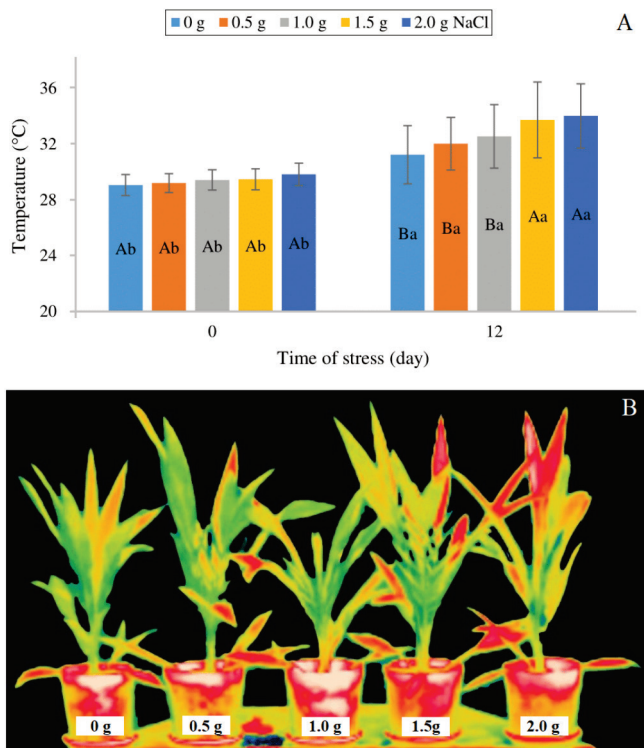 0 g 0.5 g 1.0 g 1.5 g 2.0 g NaCl
A
Temperature (°C)
36
32
28
24
20
Ab Ab Ab Ab Ab
Ba Ba Ba Aa Aa
0 12
Time of stress (day)
B
0 g 0.5 g 1.0 g 1.5g 2.0 g